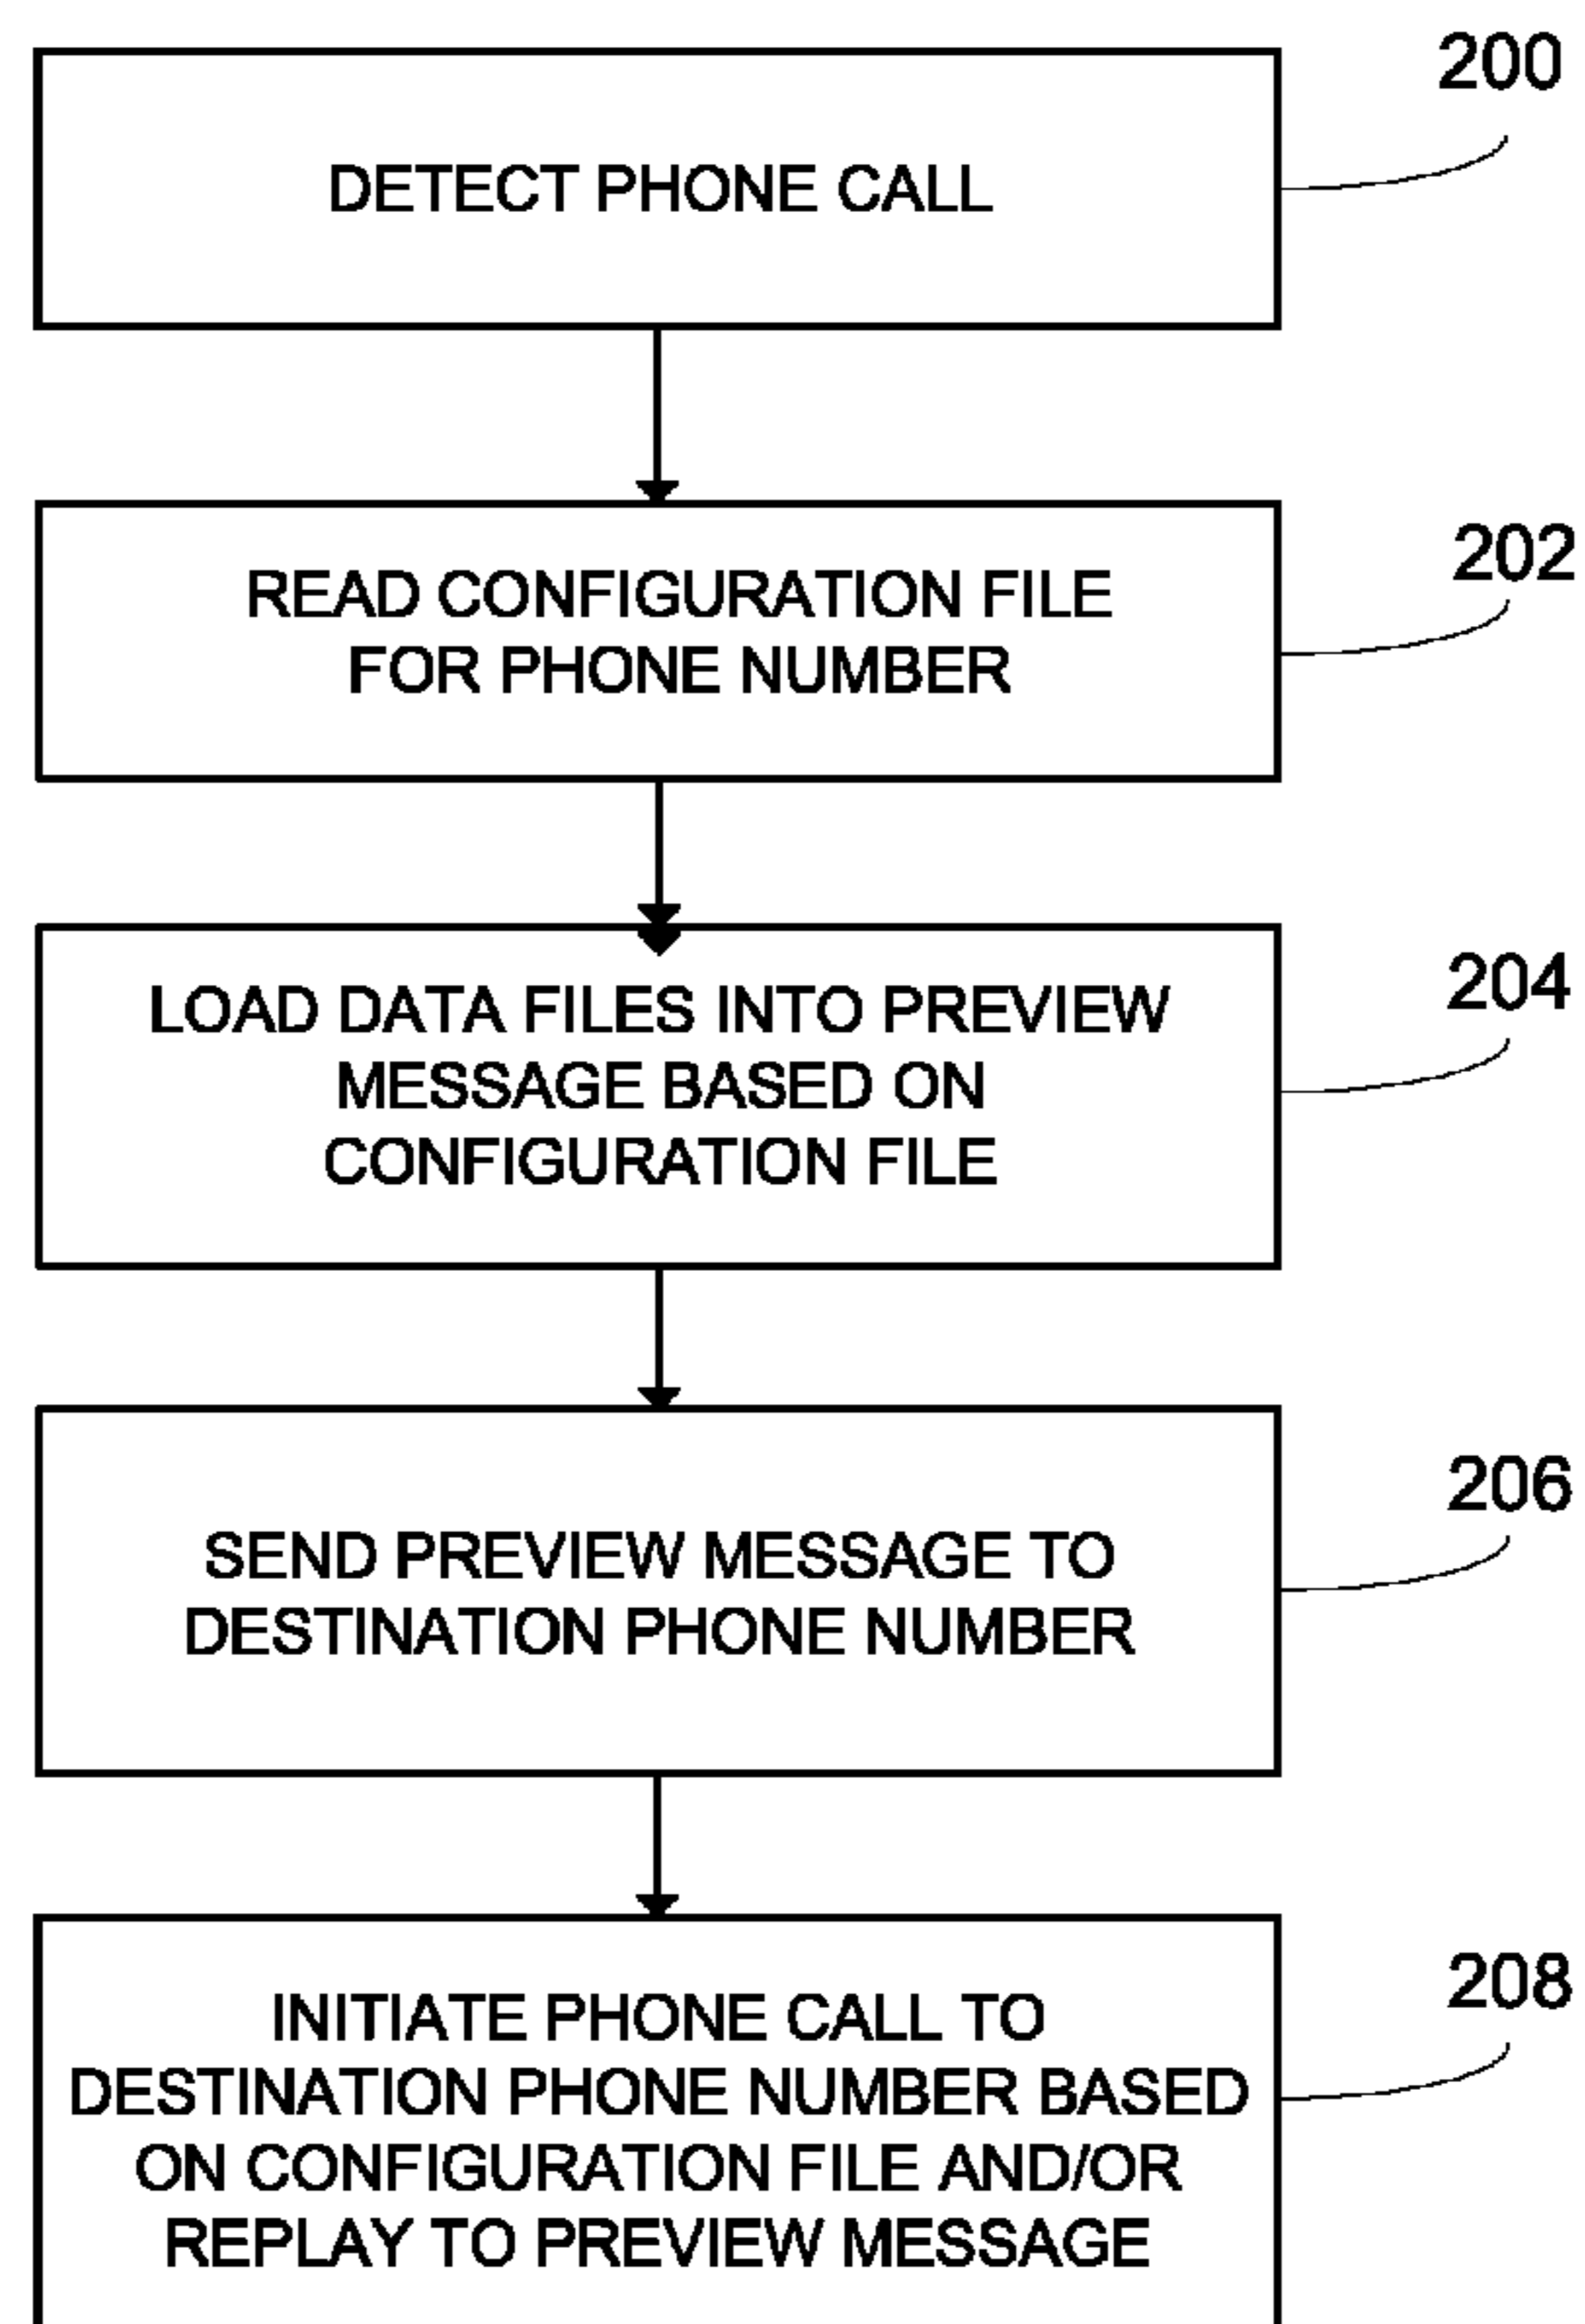 200
DETECT PHONE CALL
202
READ CONFIGURATION FILE
FOR PHONE NUMBER
204
LOAD DATA FILES INTO PREVIEW
MESSAGE BASED ON
CONFIGURATION FILE
206
SEND PREVIEW MESSAGE TO
DESTINATION PHONE NUMBER
208
INITIATE PHONE CALL TO
DESTINATION PHONE NUMBER BASED
ON CONFIGURATION FILE AND/OR
REPLAY TO PREVIEW MESSAGE